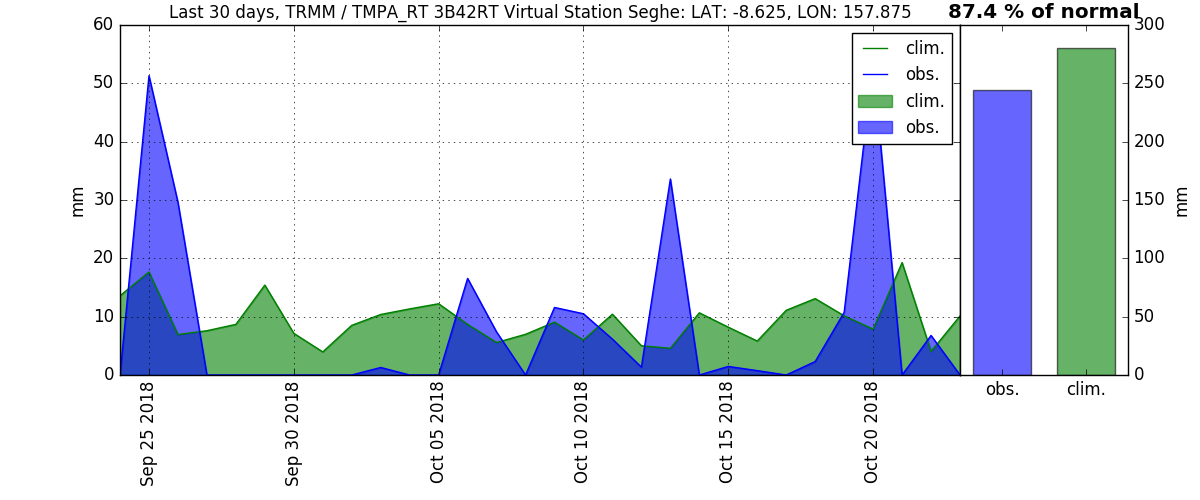 Last 30 days, TRMM / TMPA_RT 3B42RT Virtual Station Seghe: LAT: -8.625, LON: 157.875
87.4 % of normal
60
50
40
30
20
10
0
mm
clim.
obs.
clim.
obs.
Sep 25 2018
Sep 30 2018
Oct 05 2018
Oct 10 2018
Oct 15 2018
Oct 20 2018
300
250
200
150
100
50
0
mm
obs.
clim.